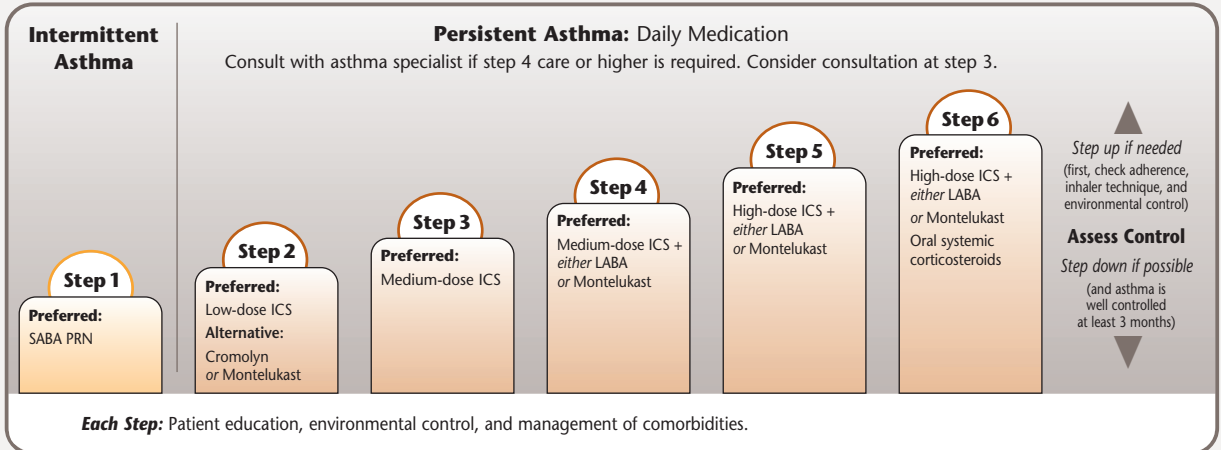 Intermittent
Asthma
Persistent Asthma: Daily Medication
Consult with asthma specialist if step 4 care or higher is required. Consider consultation at step 3.
Step 1
Preferred:
SABA PRN
Step 2
Preferred:
Low-dose ICS
Alternative:
Cromolyn
or Montelukast
Step 3
Preferred:
Medium-dose ICS
Step 4
Preferred:
Medium-dose ICS +
either LABA
or Montelukast
Step 5
Preferred:
High-dose ICS +
either LABA
or Montelukast
Step 6
Preferred:
High-dose ICS +
either LABA
or Montelukast
Oral systemic
corticosteroids
Step up if needed
(first, check adherence,
inhaler technique, and
environmental control)
Assess Control
Step down if possible
(and asthma is
well controlled
at least 3 months)
Each Step: Patient education, environmental control, and management of comorbidities.